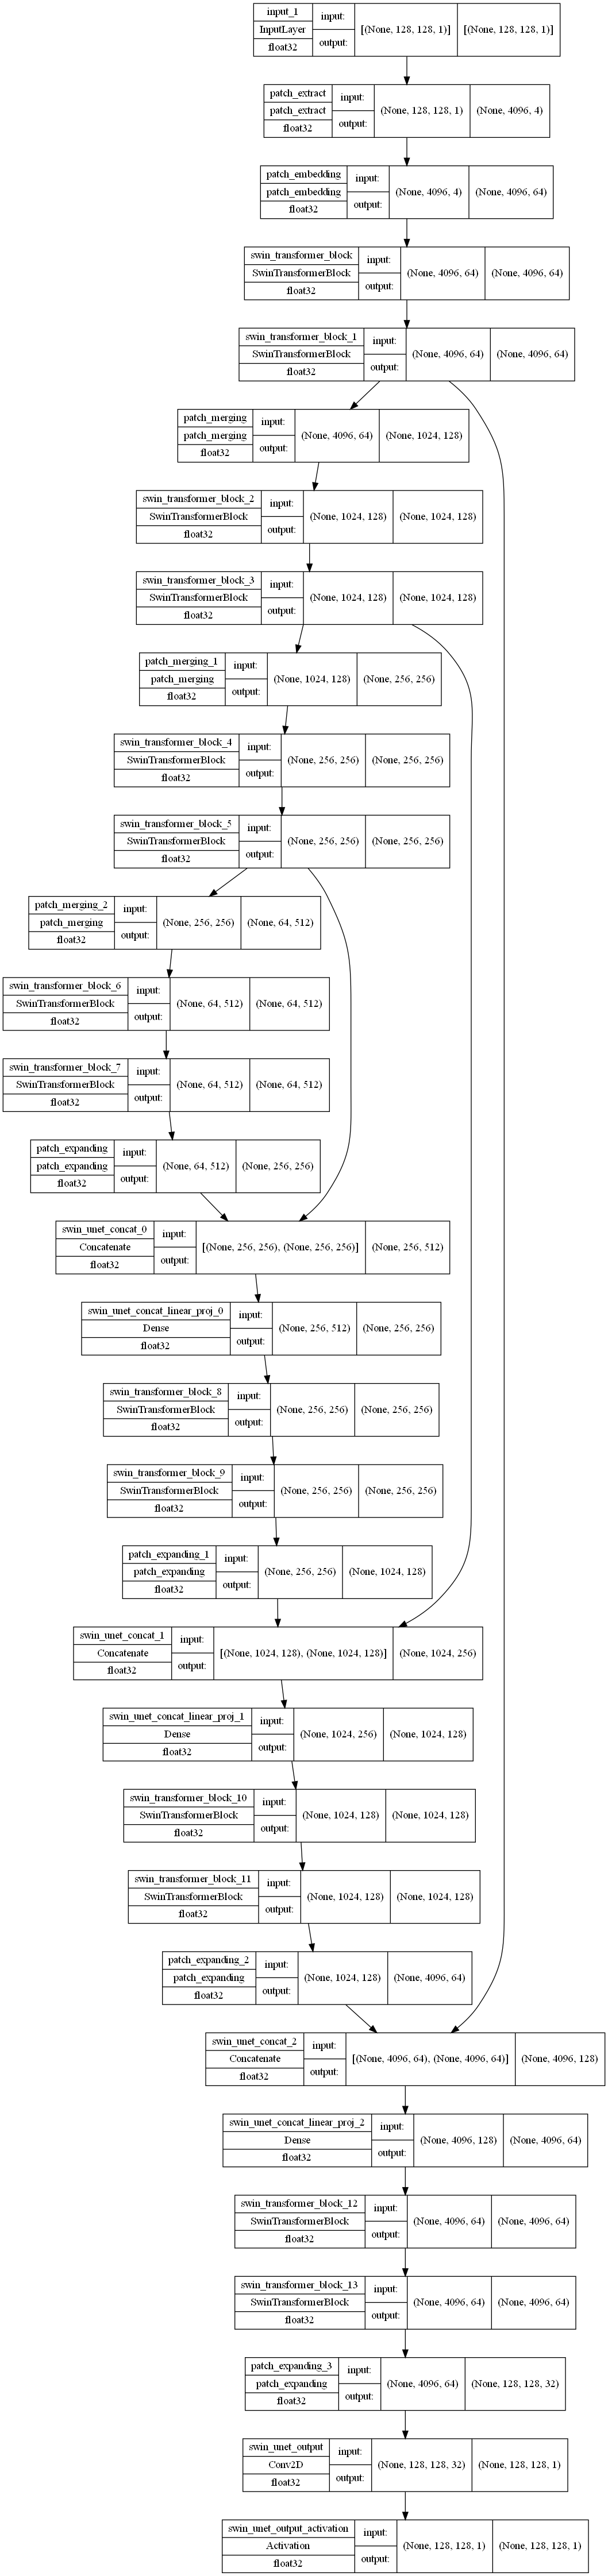 input_1
InputLayer
float32
input:
output:
[(None, 128, 128, 1)]
[(None, 128, 128, 1)]
patch_extract
patch_extract
float32
input:
output:
(None, 128, 128, 1)
(None, 4096, 4)
patch_embedding
patch_embedding
float32
input:
output:
(None, 4096, 4)
(None, 4096, 64)
swin_transformer_block
SwinTransformerBlock
float32
input:
output:
(None, 4096, 64)
(None, 4096, 64)
swin_transformer_block_1
SwinTransformerBlock
float32
input:
output:
(None, 4096, 64)
(None, 4096, 64)
patch_merging
patch_merging
float32
input:
output:
(None, 4096, 64)
(None, 1024, 128)
swin_transformer_block_2
SwinTransformerBlock
float32
input:
output:
(None, 1024, 128)
(None, 1024, 128)
swin_transformer_block_3
SwinTransformerBlock
float32
input:
output:
(None, 1024, 128)
(None, 1024, 128)
patch_merging_1
patch_merging
float32
input:
output:
(None, 1024, 128)
(None, 256, 256)
swin_transformer_block_4
SwinTransformerBlock
float32
input:
output:
(None, 256, 256)
(None, 256, 256)
swin_transformer_block_5
SwinTransformerBlock
float32
input:
output:
(None, 256, 256)
(None, 256, 256)
patch_merging_2
patch_merging
float32
input:
output:
(None, 256, 256)
(None, 64, 512)
swin_transformer_block_6
SwinTransformerBlock
float32
input:
output:
(None, 64, 512)
(None, 64, 512)
swin_transformer_block_7
SwinTransformerBlock
float32
input:
output:
(None, 64, 512)
(None, 64, 512)
patch_expanding
patch_expanding
float32
input:
output:
(None, 64, 512)
(None, 256, 256)
swin_unet_concat_0
Concatenate
float32
input:
output:
[(None, 256, 256), (None, 256, 256)]
(None, 256, 512)
swin_unet_concat_linear_proj_0
Dense
float32
input:
output:
(None, 256, 512)
(None, 256, 256)
swin_transformer_block_8
SwinTransformerBlock
float32
input:
output:
(None, 256, 256)
(None, 256, 256)
swin_transformer_block_9
SwinTransformerBlock
float32
input:
output:
(None, 256, 256)
(None, 256, 256)
patch_expanding_1
patch_expanding
float32
input:
output:
(None, 256, 256)
(None, 1024, 128)
swin_unet_concat_1
Concatenate
float32
input:
output:
[(None, 1024, 128), (None, 1024, 128)]
(None, 1024, 256)
swin_unet_concat_linear_proj_1
Dense
float32
input:
output:
(None, 1024, 256)
(None, 1024, 128)
swin_transformer_block_10
SwinTransformerBlock
float32
input:
output:
(None, 1024, 128)
(None, 1024, 128)
swin_transformer_block_11
SwinTransformerBlock
float32
input:
output:
(None, 1024, 128)
(None, 1024, 128)
patch_expanding_2
patch_expanding
float32
input:
output:
(None, 1024, 128)
(None, 4096, 64)
swin_unet_concat_2
Concatenate
float32
input:
output:
[(None, 4096, 64), (None, 4096, 64)]
(None, 4096, 128)
swin_unet_concat_linear_proj_2
Dense
float32
input:
output:
(None, 4096, 128)
(None, 4096, 64)
swin_transformer_block_12
SwinTransformerBlock
float32
input:
output:
(None, 4096, 64)
(None, 4096, 64)
swin_transformer_block_13
SwinTransformerBlock
float32
input:
output:
(None, 4096, 64)
(None, 4096, 64)
patch_expanding_3
patch_expanding
float32
input:
output:
(None, 4096, 64)
(None, 128, 128, 32)
swin_unet_output
Conv2D
float32
input:
output:
(None, 128, 128, 32)
(None, 128, 128, 1)
swin_unet_output_activation
Activation
float32
input:
output:
(None, 128, 128, 1)
(None, 128, 128, 1)